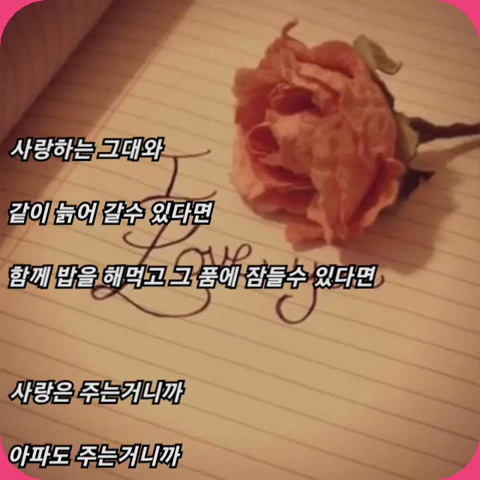 사랑하는 그대와
I
같이 늙어 갈수 있다면
Love you
함께 밥을 해먹고 그 품에 잠들수 있다면
사랑은 주는거니까
아파도 주는거니까